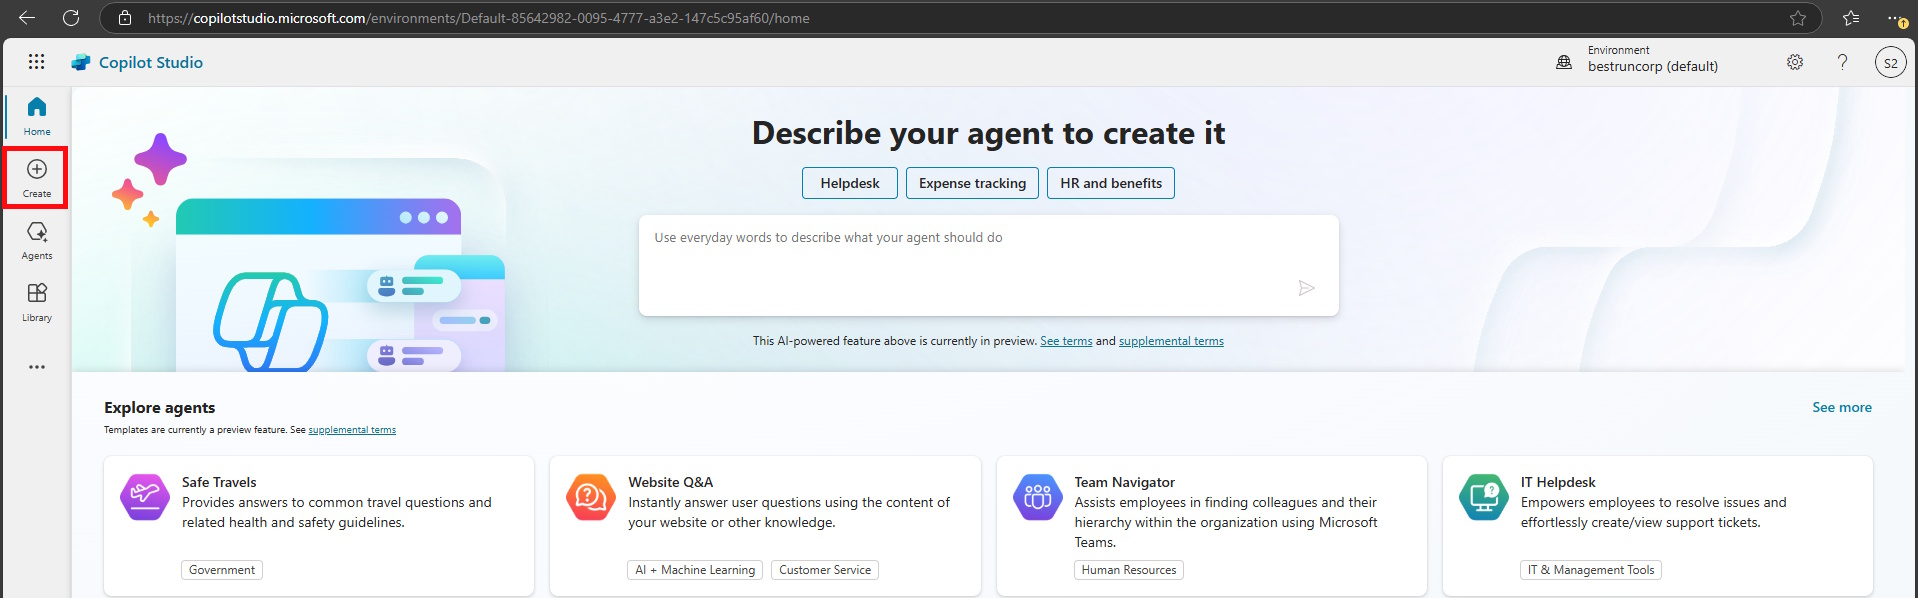 https://copilotstudio.microsoft.com/environments/Default-85642982-0095-4777-a3e2-147c5c95af60/home
Copilot Studio
Environment
bestruncorp (default)
S2
Home
Create
Agents
Library
Describe your agent to create it
Helpdesk
Expense tracking
HR and benefits
Use everyday words to describe what your agent should do
This AI-powered feature above is currently in preview. See terms and supplemental terms
Explore agents
See more
Templates are currently a preview feature. See supplemental terms
Safe Travels
Provides answers to common travel questions and
related health and safety guidelines.
Government
Website Q&A
Instantly answer user questions using the content of
your website or other knowledge.
AI + Machine Learning
Customer Service
Team Navigator
Assists employees in finding colleagues and their
hierarchy within the organization using Microsoft
Teams.
Human Resources
IT Helpdesk
Empowers employees to resolve issues and
effortlessly create/view support tickets.
IT & Management Tools